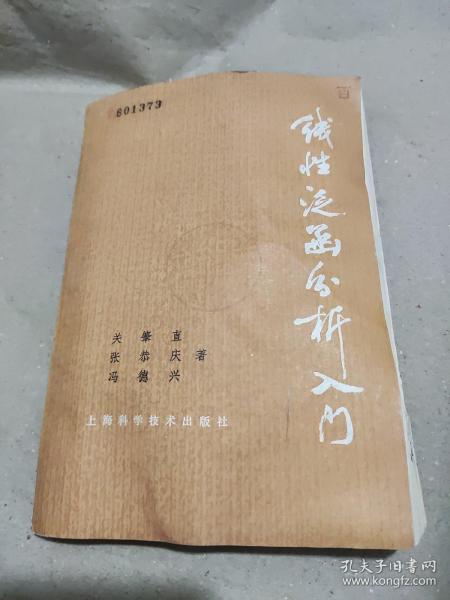 801373
线性泛函分析入门
关肇直
张恭庆 著
冯德兴
上海科学技术出版社
孔夫子旧书网
www.kongfz.com